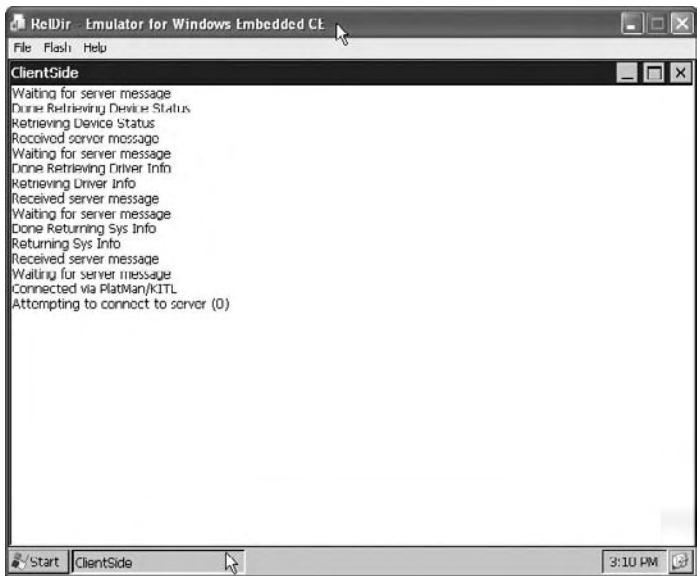 RelDir - Emulator for Windows Embedded CE
File Flash Help
ClientSide
Waiting for server message
Done Retrieving Device Status
Retrieving Device Status
Received server message
Waiting for server message
Done Retrieving Driver Info
Retrieving Driver Info
Received server message
Waiting for server message
Done Returning Sys Info
Returning Sys Info
Received server message
Waiting for server message
Connected via PlatMan/KITL
Attempting to connect to server (0)
Start ClientSide 3:10 PM